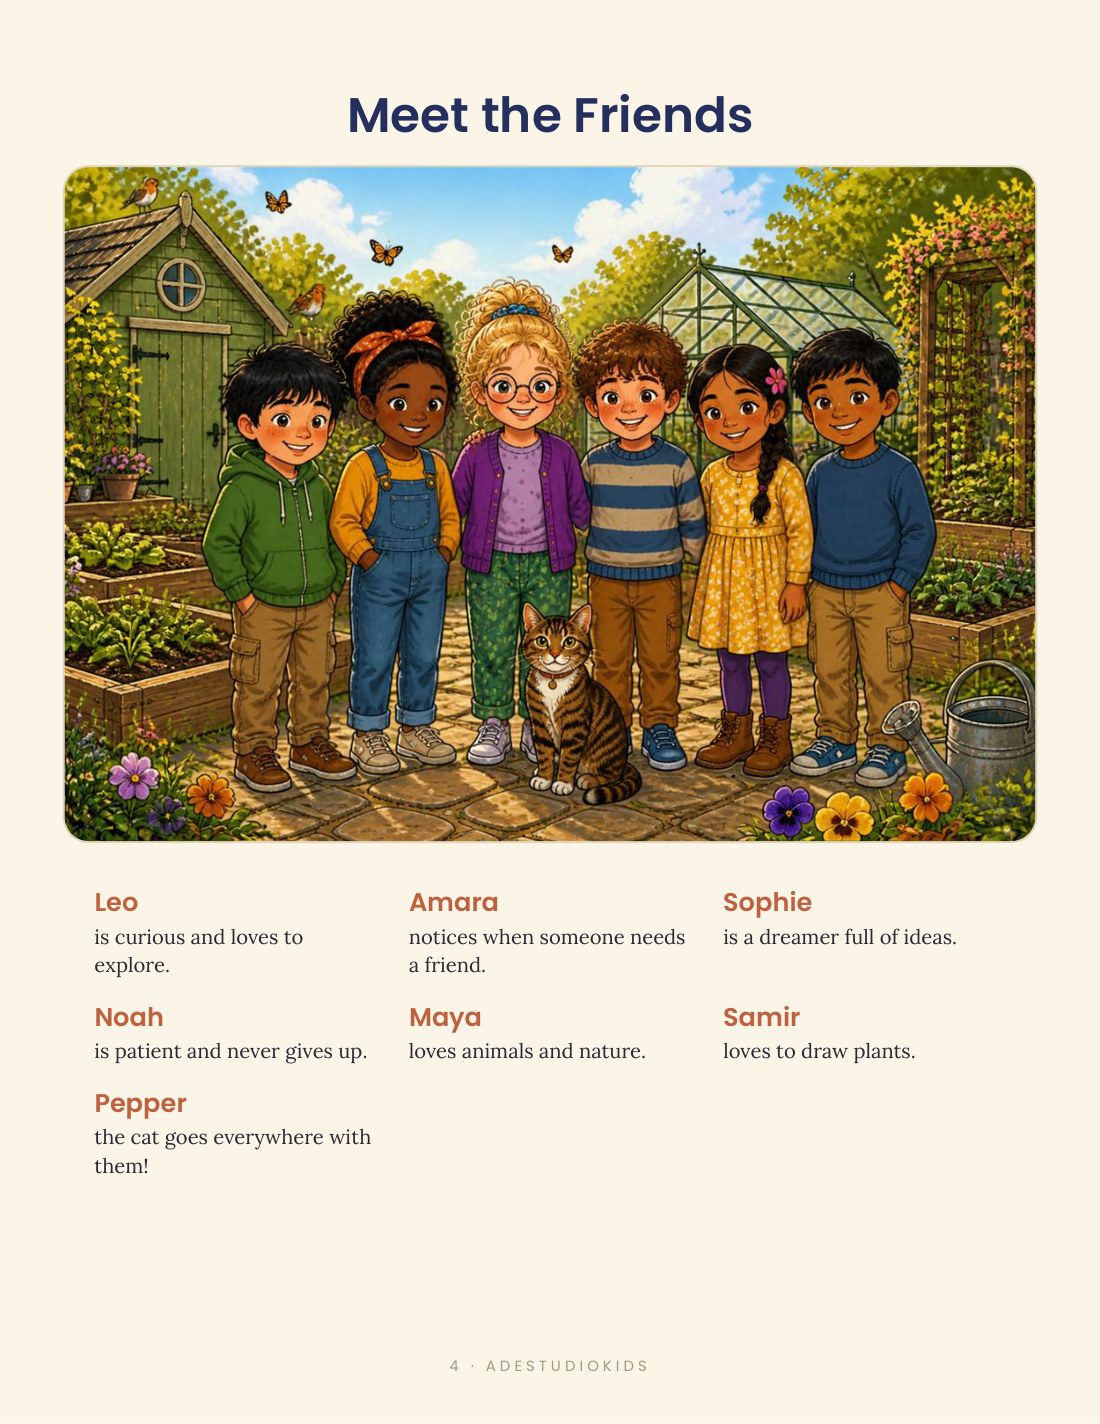 Meet the Friends
Leo
is curious and loves to
explore.
Amara
notices when someone needs
a friend.
Sophie
is a dreamer full of ideas.
Noah
is patient and never gives up.
Maya
loves animals and nature.
Samir
loves to draw plants.
Pepper
the cat goes everywhere with
them!
4 · ADESTUDIOKIDS